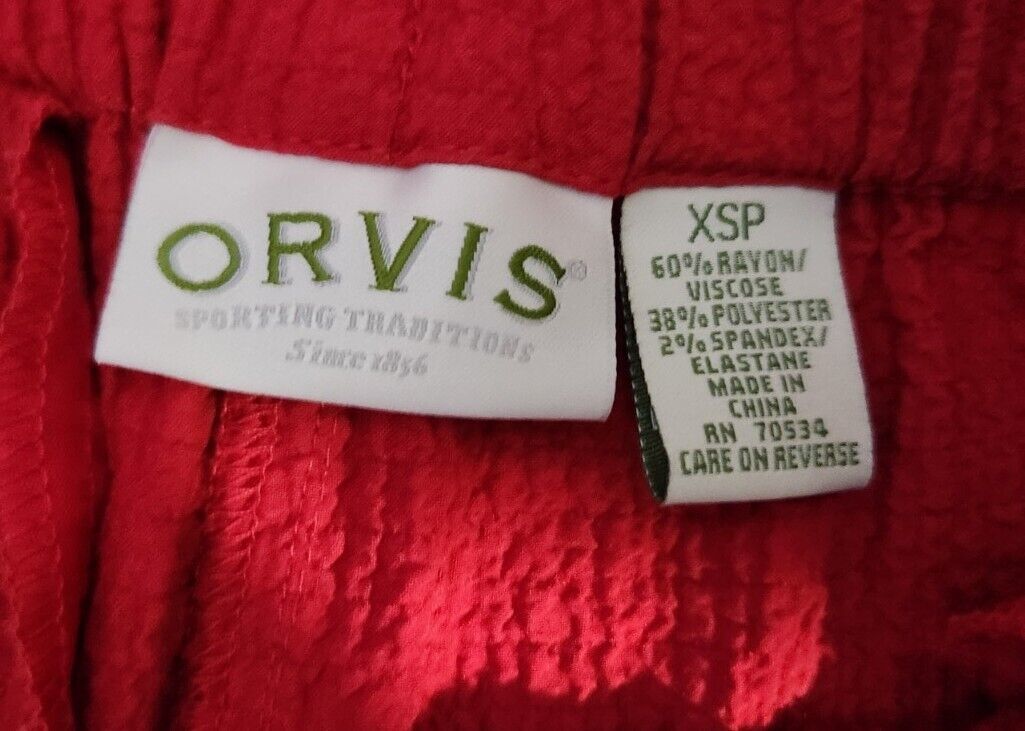 ORVIS®
SPORTING TRADITIONS
Since 1856
XSP
60% RAYON/
VISCOSE
38% POLYESTER
2% SPANDEX/
ELASTANE
MADE IN
CHINA
RN 70534
CARE ON REVERSE